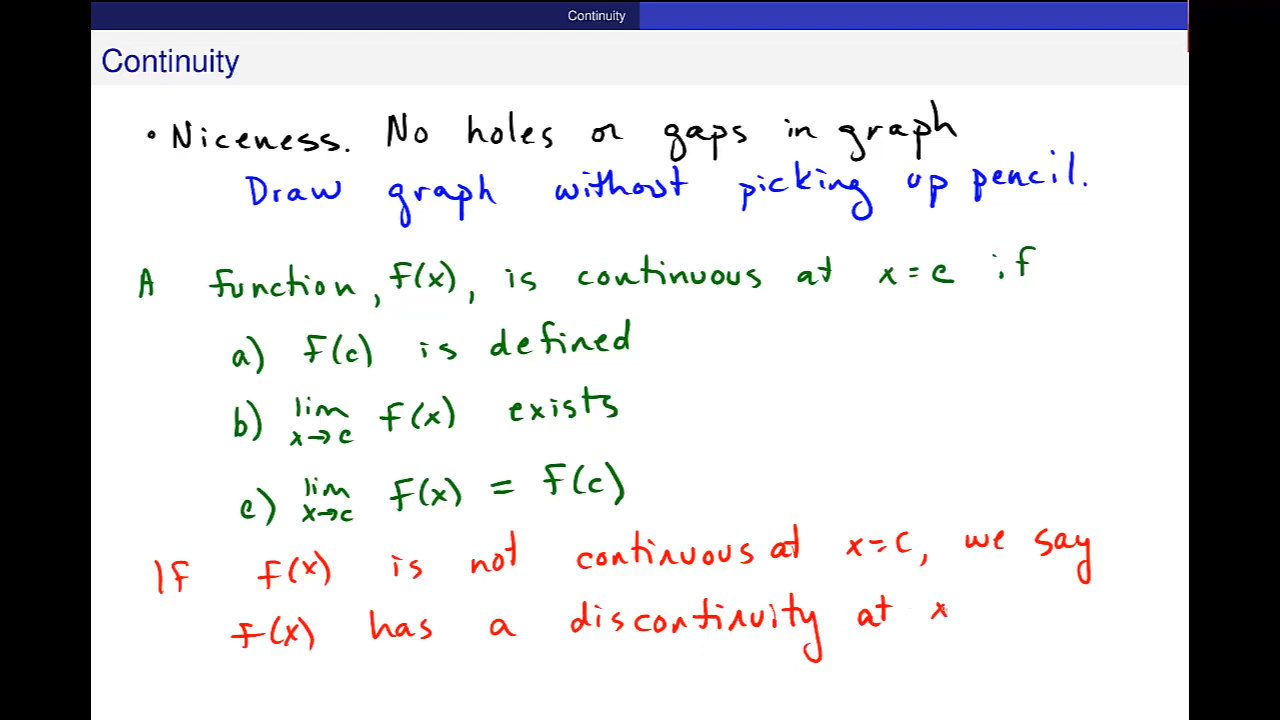 Continuity
Continuity
• Niceness. No holes or gaps in graph
Draw graph without picking up pencil.
A function, f(x), is continuous at x=c if
a) f(c) is defined
b) lim x→c f(x) exists
c) lim x→c f(x) = f(c)
If f(x) is not continuous at x=c, we say
f(x) has a discontinuity at x